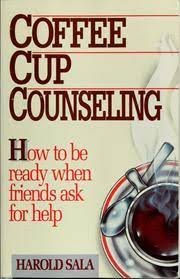 COFFEE
CUP
COUNSELING
How to be
ready when
friends ask
for help
HAROLD SALA